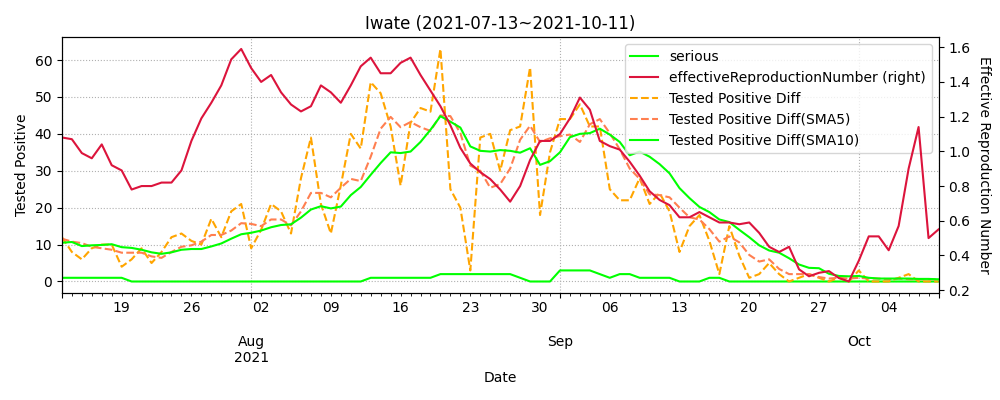 Iwate (2021-07-13~2021-10-11)
Tested Positive
60
50
40
30
20
10
0
serious
effectiveReproductionNumber (right)
Tested Positive Diff
Tested Positive Diff(SMA5)
Tested Positive Diff(SMA10)
1.6
1.4
1.2
1.0
0.8
0.6
0.4
0.2
Effective Reproduction Number
19 26 02 09 16 23 30 06 13 20 27 04
Aug Sep Oct
2021
Date